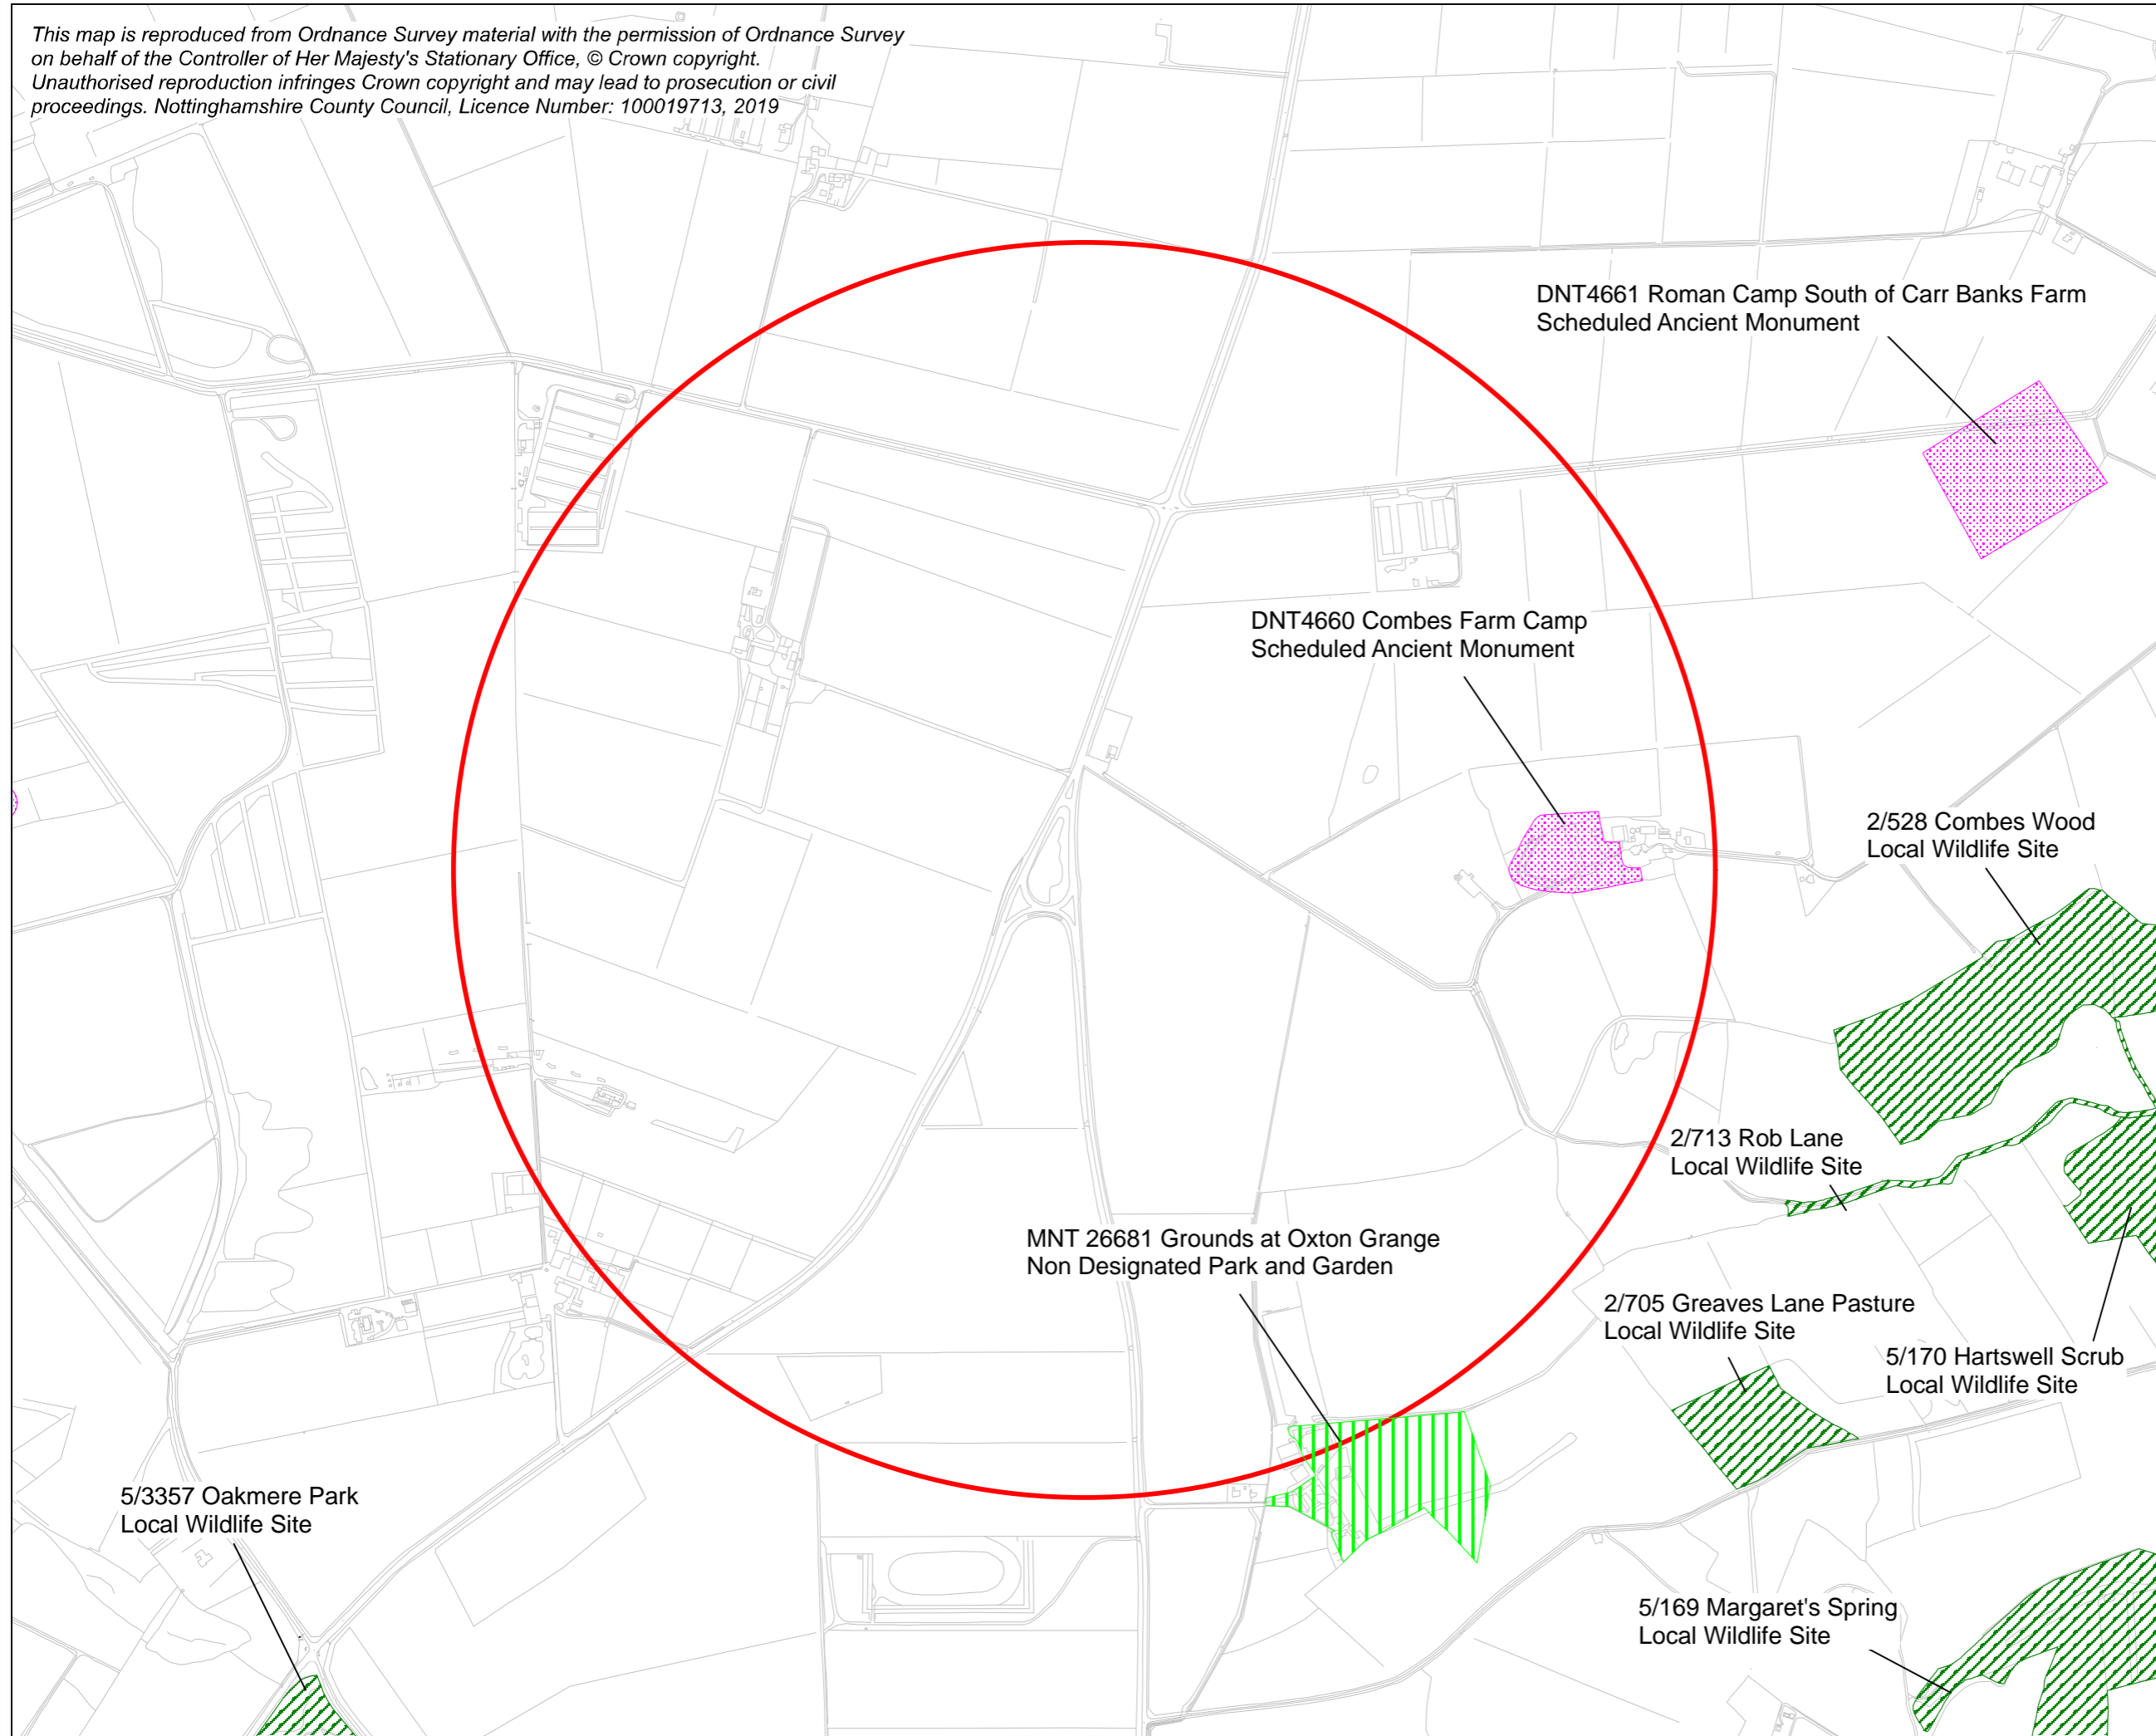 This map is reproduced from Ordnance Survey material with the permission of Ordnance Survey
on behalf of the Controller of Her Majesty's Stationary Office, © Crown copyright.
Unauthorised reproduction infringes Crown copyright and may lead to prosecution or civil
proceedings. Nottinghamshire County Council, Licence Number: 100019713, 2019
DNT4661 Roman Camp South of Carr Banks Farm
Scheduled Ancient Monument
DNT4660 Combes Farm Camp
Scheduled Ancient Monument
2/528 Combes Wood
Local Wildlife Site
2/713 Rob Lane
Local Wildlife Site
MNT 26681 Grounds at Oxton Grange
Non Designated Park and Garden
2/705 Greaves Lane Pasture
Local Wildlife Site
5/170 Hartswell Scrub
Local Wildlife Site
5/3357 Oakmere Park
Local Wildlife Site
5/169 Margaret's Spring
Local Wildlife Site